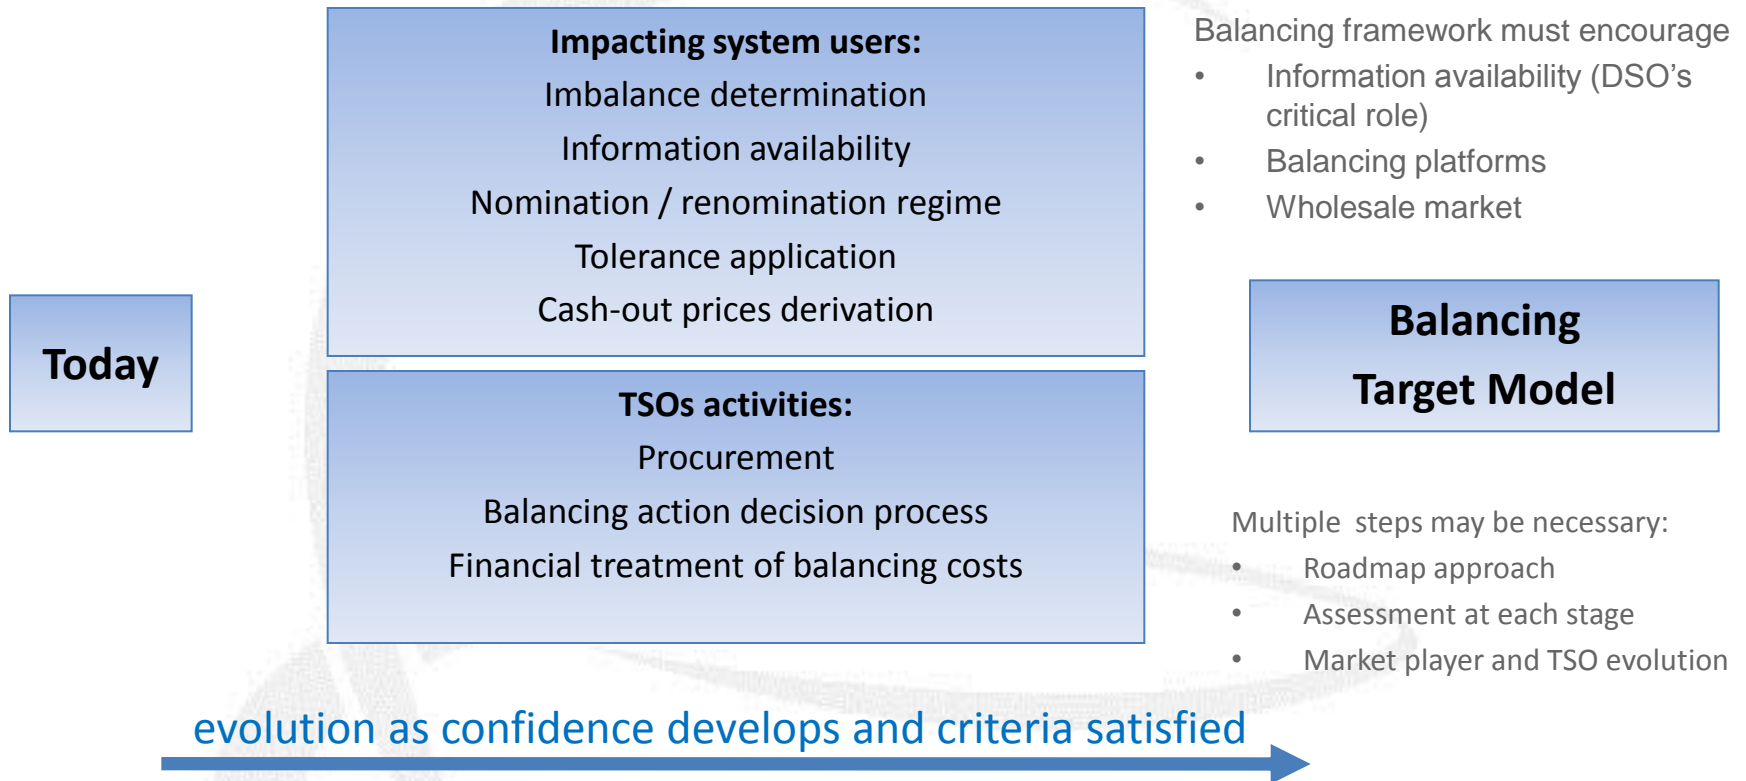 Today
Impacting system users:
Imbalance determination
Information availability
Nomination / renomination regime
Tolerance application
Cash-out prices derivation
TSOs activities:
Procurement
Balancing action decision process
Financial treatment of balancing costs
Balancing framework must encourage
• Information availability (DSO’s
critical role)
• Balancing platforms
• Wholesale market
Balancing
Target Model
Multiple steps may be necessary:
• Roadmap approach
• Assessment at each stage
• Market player and TSO evolution
evolution as confidence develops and criteria satisfied